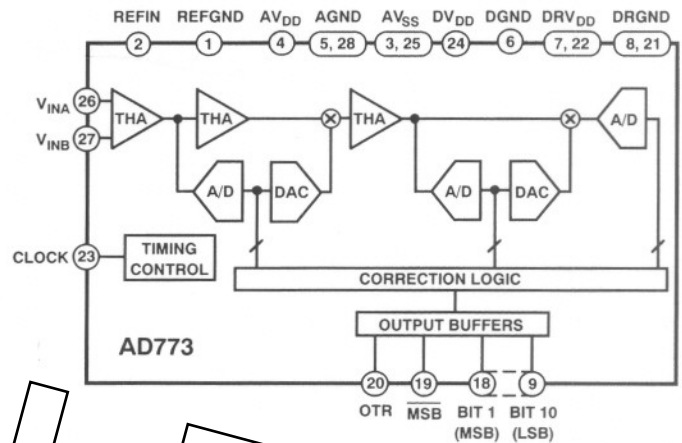 REFIN REFGND AVDD AGND AVSS DVDD DGND DRVDD DRGND
2 1 4 5, 28 3, 25 24 6 7, 22 8, 21
VINA 26
VINB 27
THA THA THA A/D
A/D DAC A/D DAC
CLOCK 23
TIMING CONTROL
CORRECTION LOGIC
OUTPUT BUFFERS
AD773
20 19 18 9
OTR MSB BIT 1 BIT 10
(MSB) (LSB)